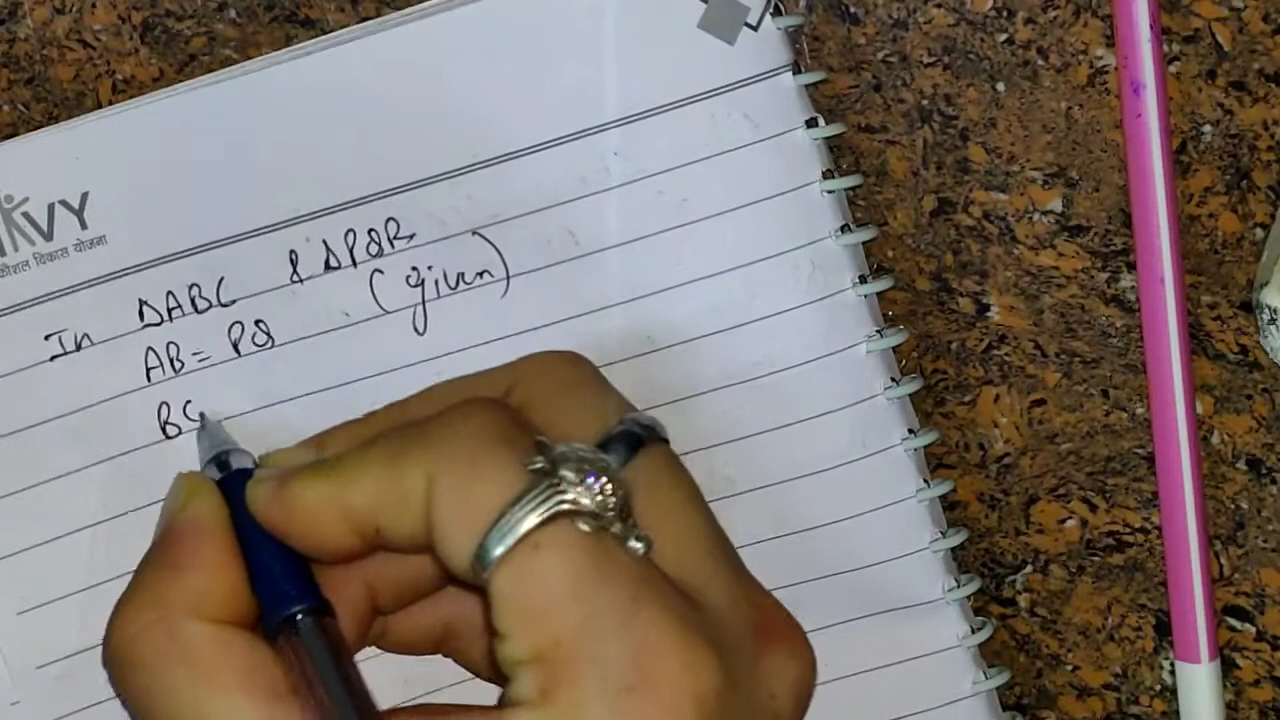 KVY
कौशल विकास योजना
In ΔABC & ΔPQR
AB = PQ (given)
BC